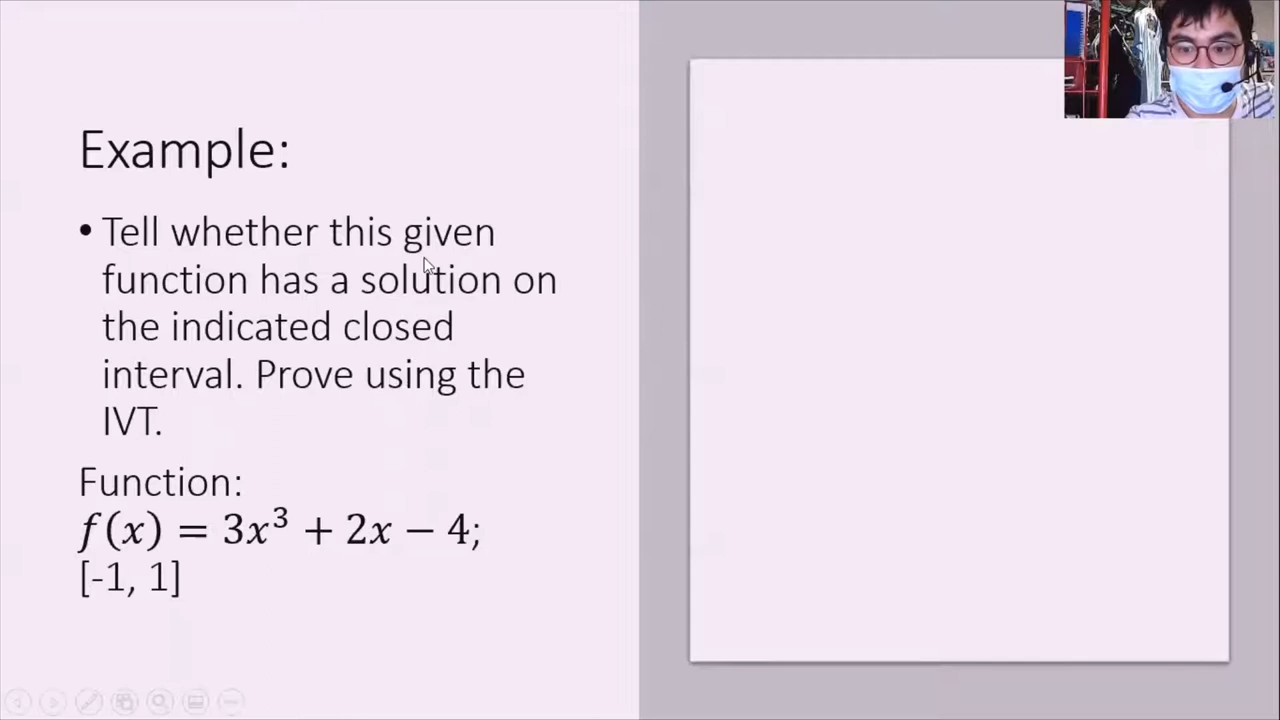 Example:
• Tell whether this given
function has a solution on
the indicated closed
interval. Prove using the
IVT.
Function:
𝑓(𝑥) = 3𝑥³ + 2𝑥 − 4;
[-1, 1]